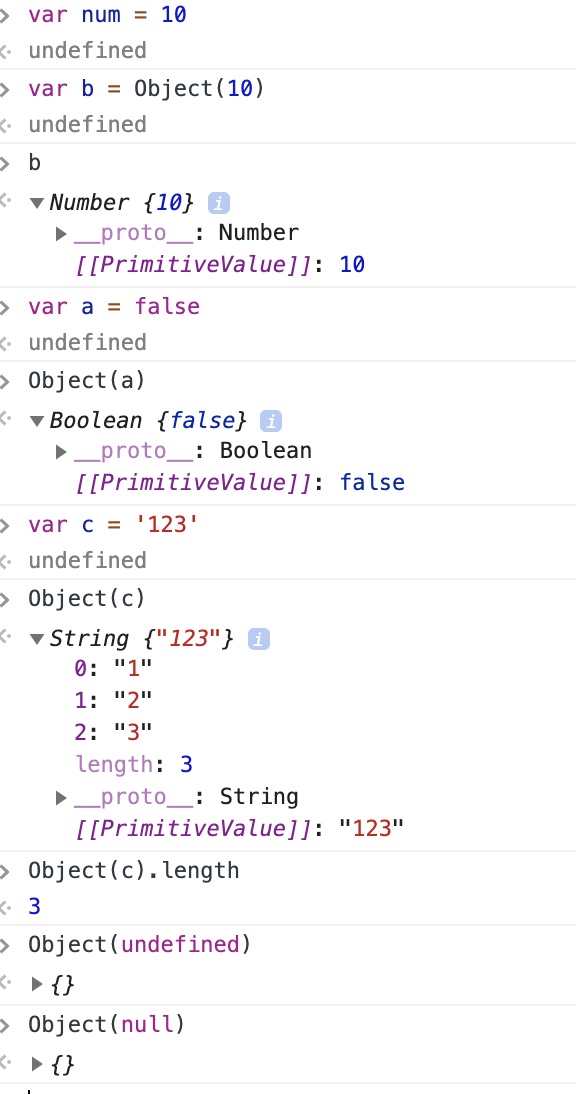 > var num = 10
<· undefined
> var b = Object(10)
<· undefined
> b
<· ▼Number {10} i
▶__proto__: Number
[[PrimitiveValue]]: 10
> var a = false
<· undefined
> Object(a)
<· ▼Boolean {false} i
▶__proto__: Boolean
[[PrimitiveValue]]: false
> var c = '123'
<· undefined
> Object(c)
<· ▼String {"123"} i
0: "1"
1: "2"
2: "3"
length: 3
▶__proto__: String
[[PrimitiveValue]]: "123"
> Object(c).length
<· 3
> Object(undefined)
<· ▶{}
> Object(null)
<· ▶{}